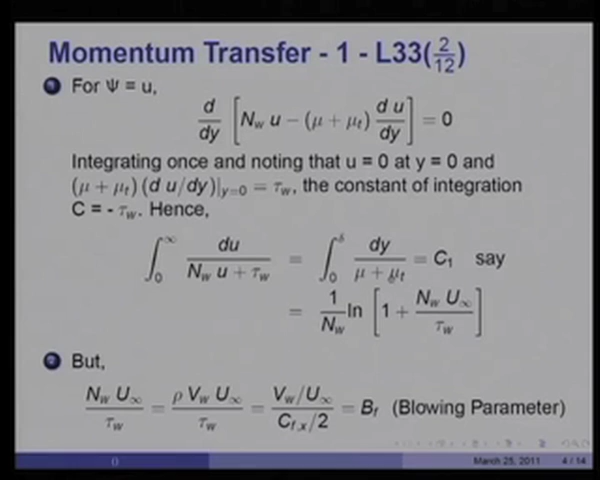 Momentum Transfer - 1 - L33(2/12)
1 For Ψ = u,
d/dy [N_w u − (μ + μ_t) d u/dy] = 0
Integrating once and noting that u = 0 at y = 0 and
(μ + μ_t) (d u/dy)|_{y=0} = τ_w, the constant of integration
C = - τ_w. Hence,
∫_0^∞ du/(N_w u + τ_w) = ∫_0^δ dy/(μ + μ_t) = C_1 say
= 1/N_w ln [1 + N_w U_∞/τ_w]
2 But,
N_w U_∞/τ_w = ρ V_w U_∞/τ_w = (V_w/U_∞)/(C_{f,x}/2) = B_f (Blowing Parameter)
()
March 25, 2011 4 / 14